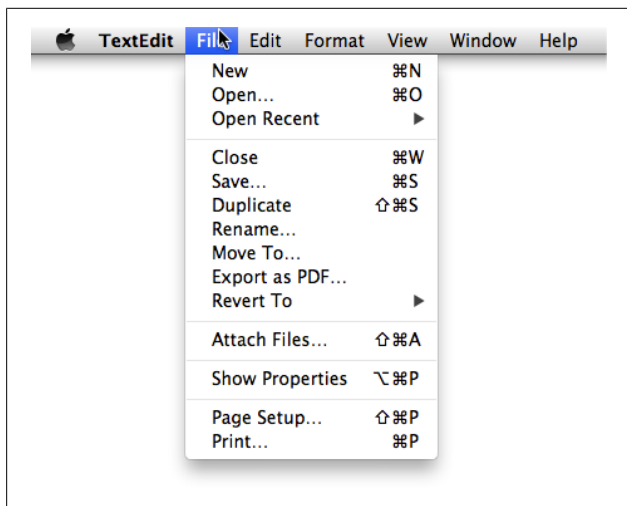 TextEdit File Edit Format View Window Help
New ⌘N
Open... ⌘O
Open Recent ▶
Close ⌘W
Save... ⌘S
Duplicate ⇧⌘S
Rename...
Move To...
Export as PDF...
Revert To ▶
Attach Files... ⇧⌘A
Show Properties ⌥⌘P
Page Setup... ⇧⌘P
Print... ⌘P